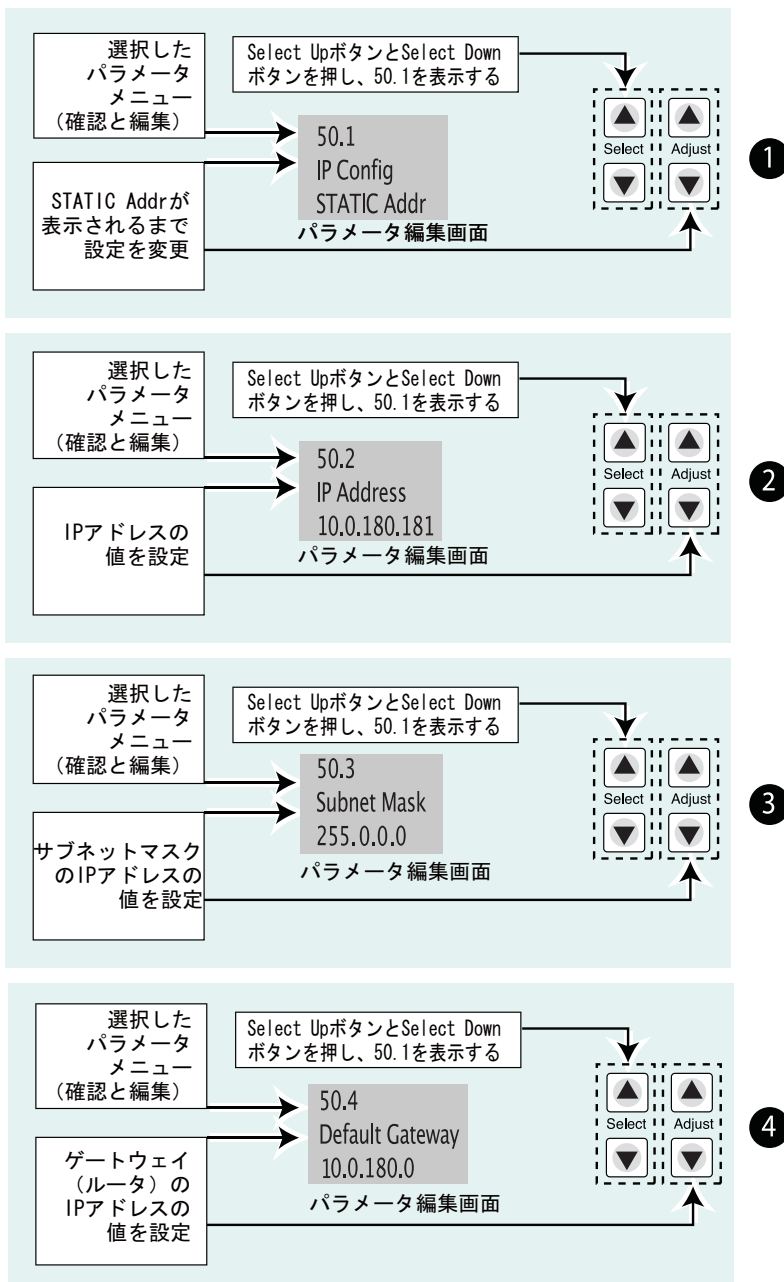 選択した
パラメータ
メニュー
（確認と編集）
Select UpボタンとSelect Down
ボタンを押し、50.1を表示する
50.1
IP Config
STATIC Addr
パラメータ編集画面
STATIC Addrが
表示されるまで
設定を変更
Select
Adjust
1
選択した
パラメータ
メニュー
（確認と編集）
Select UpボタンとSelect Down
ボタンを押し、50.1を表示する
50.2
IP Address
10.0.180.181
パラメータ編集画面
IPアドレスの
値を設定
Select
Adjust
2
選択した
パラメータ
メニュー
（確認と編集）
Select UpボタンとSelect Down
ボタンを押し、50.1を表示する
50.3
Subnet Mask
255.0.0.0
パラメータ編集画面
サブネットマスク
のIPアドレスの
値を設定
Select
Adjust
3
選択した
パラメータ
メニュー
（確認と編集）
Select UpボタンとSelect Down
ボタンを押し、50.1を表示する
50.4
Default Gateway
10.0.180.0
パラメータ編集画面
ゲートウェイ
（ルータ）の
IPアドレスの
値を設定
Select
Adjust
4